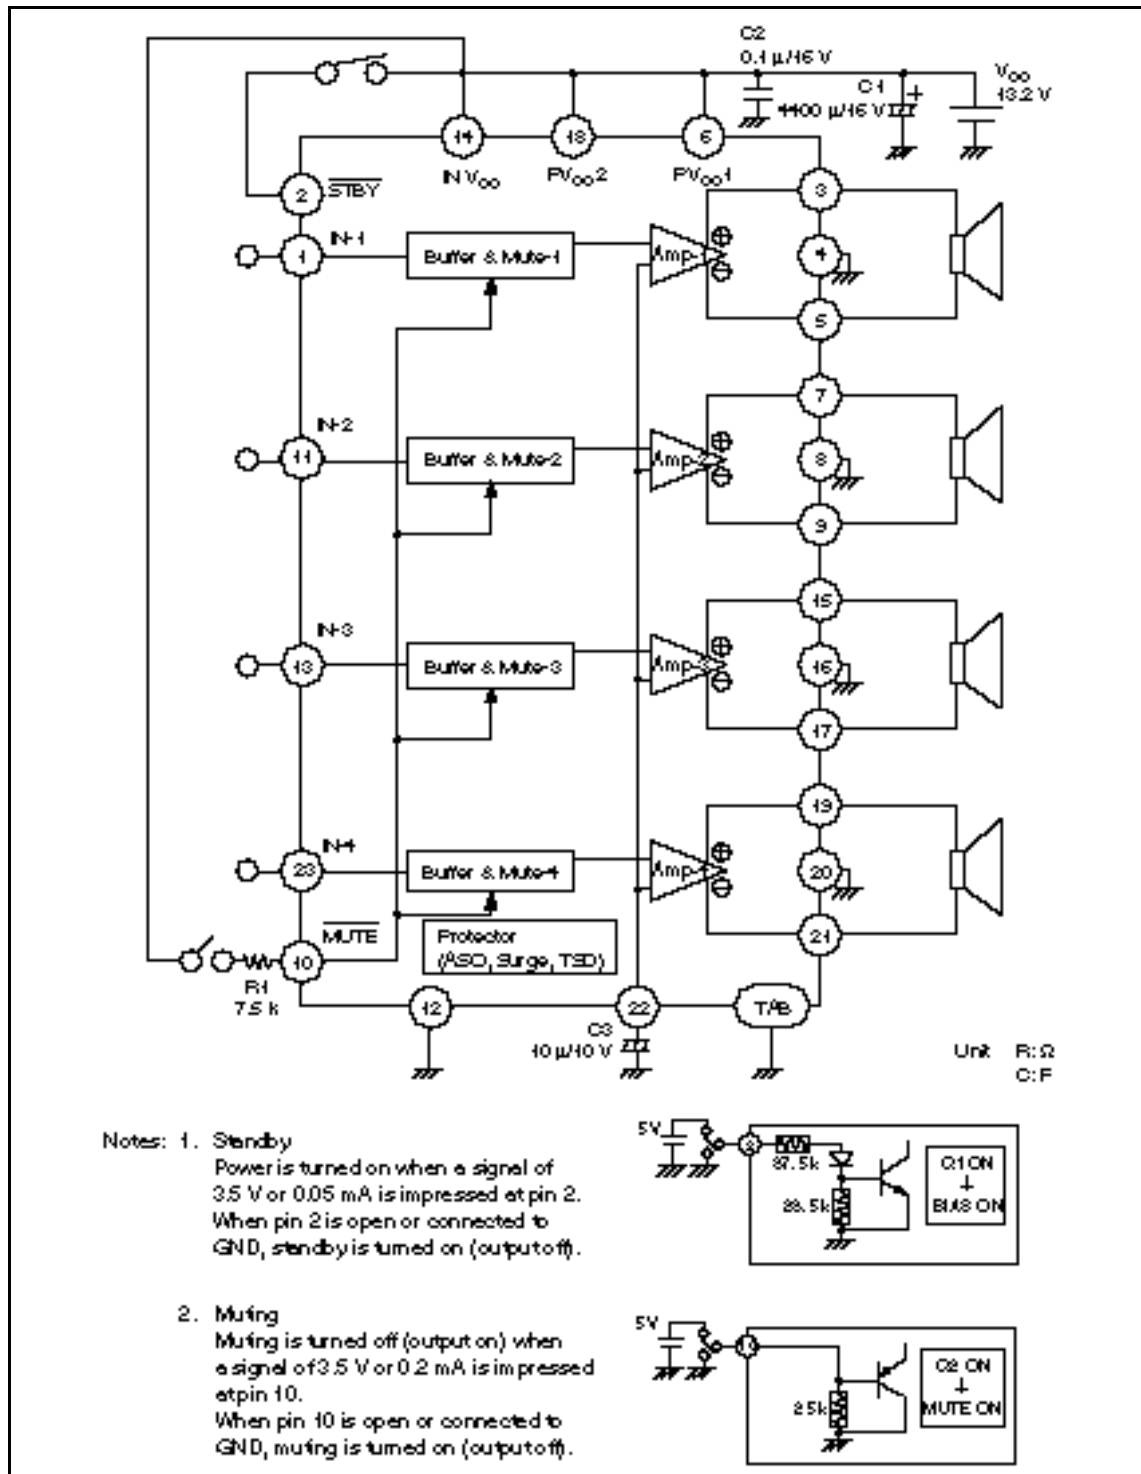 C2
0.1 µ/16 V
C1
+
4400 µ/16 V
VDD
13.2 V
14
18
6
IN VDD
PVDD2
PVDD1
2
STBY
3
IN-1
1
Buffer & Mute-1
Amp-1
4
5
7
IN-2
11
Buffer & Mute-2
Amp-2
8
9
15
IN-3
13
Buffer & Mute-3
Amp-3
16
17
19
IN-4
23
Buffer & Mute-4
Amp-4
20
21
MUTE
10
Protector
(ASO, Surge, TSD)
R1
7.5 k
12
22
TAB
C3
10 µ/10 V
Unit R: Ω
C: F
Notes: 1. Standby
Power is turned on when a signal of
3.5 V or 0.05 mA is impressed at pin 2.
When pin 2 is open or connected to
GND, standby is turned on (output off).
5V
2
37.5k
23.5k
Q1 ON
↓
BIAS ON
2. Muting
Muting is turned off (output on) when
a signal of 3.5 V or 0.2 mA is impressed
at pin 10.
When pin 10 is open or connected to
GND, muting is turned on (output off).
5V
10
25k
Q2 ON
↓
MUTE ON